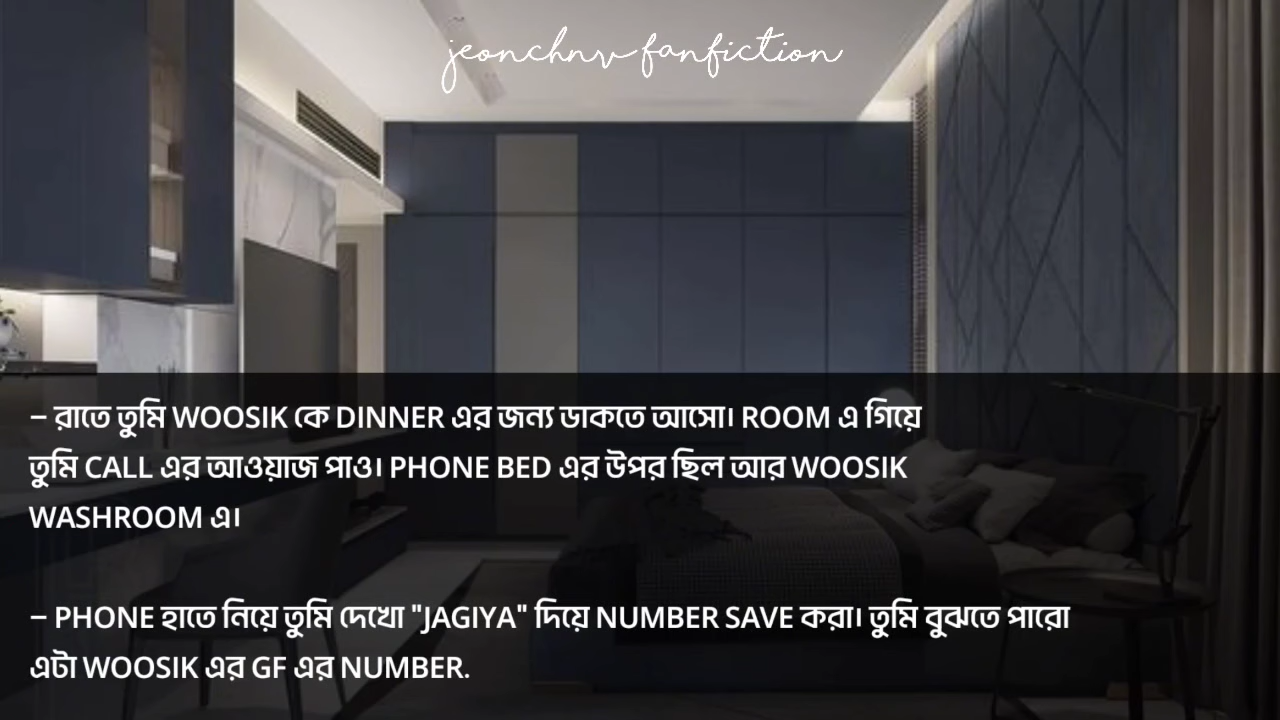 jeonchnv fanfiction
– রাতে তুমি WOOSIK কে DINNER এর জন্য ডাকতে আসো। ROOM এ গিয়ে
তুমি CALL এর আওয়াজ পাও। PHONE BED এর উপর ছিল আর WOOSIK
WASHROOM এ।
– PHONE হাতে নিয়ে তুমি দেখো "JAGIYA" দিয়ে NUMBER SAVE করা। তুমি বুঝতে পারো
এটা WOOSIK এর GF এর NUMBER.